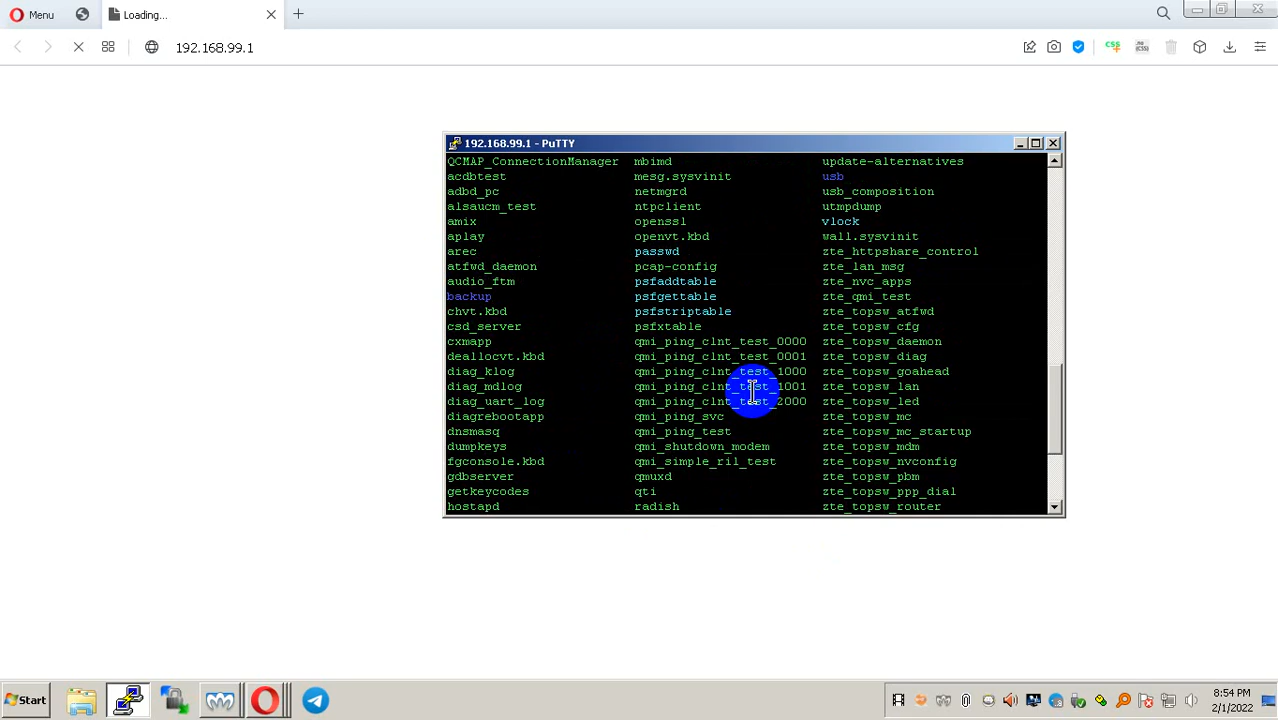 Menu
Loading...
192.168.99.1
192.168.99.1 - PuTTY
QCMAP_ConnectionManager mbimd update-alternatives
acdbtest mesg.sysvinit usb
adbd_pc netmgrd usb_composition
alsaucm_test ntpclient utmpdump
amix openssl vlock
aplay openvt.kbd wall.sysvinit
arec passwd zte_httpshare_control
atfwd_daemon pcap-config zte_lan_msg
audio_ftm psfaddtable zte_nvc_apps
backup psfgettable zte_qmi_test
chvt.kbd psfstriptable zte_topsw_atfwd
csd_server psfxtable zte_topsw_cfg
cxmapp qmi_ping_clnt_test_0000 zte_topsw_daemon
deallocvt.kbd qmi_ping_clnt_test_0001 zte_topsw_diag
diag_klog qmi_ping_clnt_test_1000 zte_topsw_goahead
diag_mdlog qmi_ping_clnt_test_1001 zte_topsw_lan
diag_uart_log qmi_ping_clnt_test_2000 zte_topsw_led
diagrebootapp qmi_ping_svc zte_topsw_mc
dnsmasq qmi_ping_test zte_topsw_mc_startup
dumpkeys qmi_shutdown_modem zte_topsw_mdm
fgconsole.kbd qmi_simple_ril_test zte_topsw_nvconfig
gdbserver qmuxd zte_topsw_pbm
getkeycodes qti zte_topsw_ppp_dial
hostapd radish zte_topsw_router
Start
8:54 PM
2/1/2022